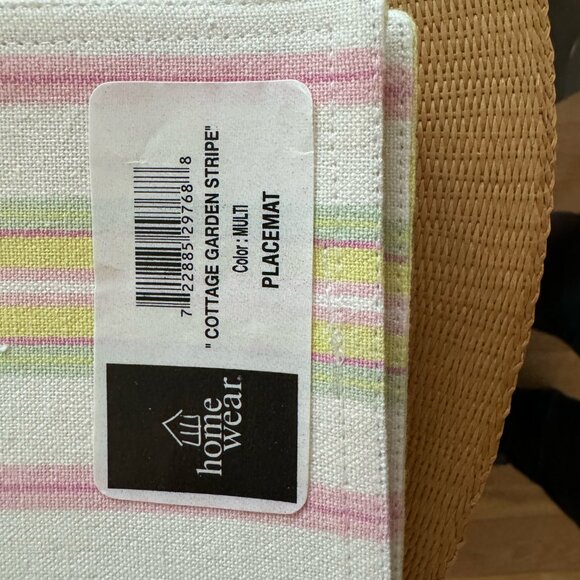 7 22885 29768 8
" COTTAGE GARDEN STRIPE"
Color : MULTI
PLACEMAT
home
wear.